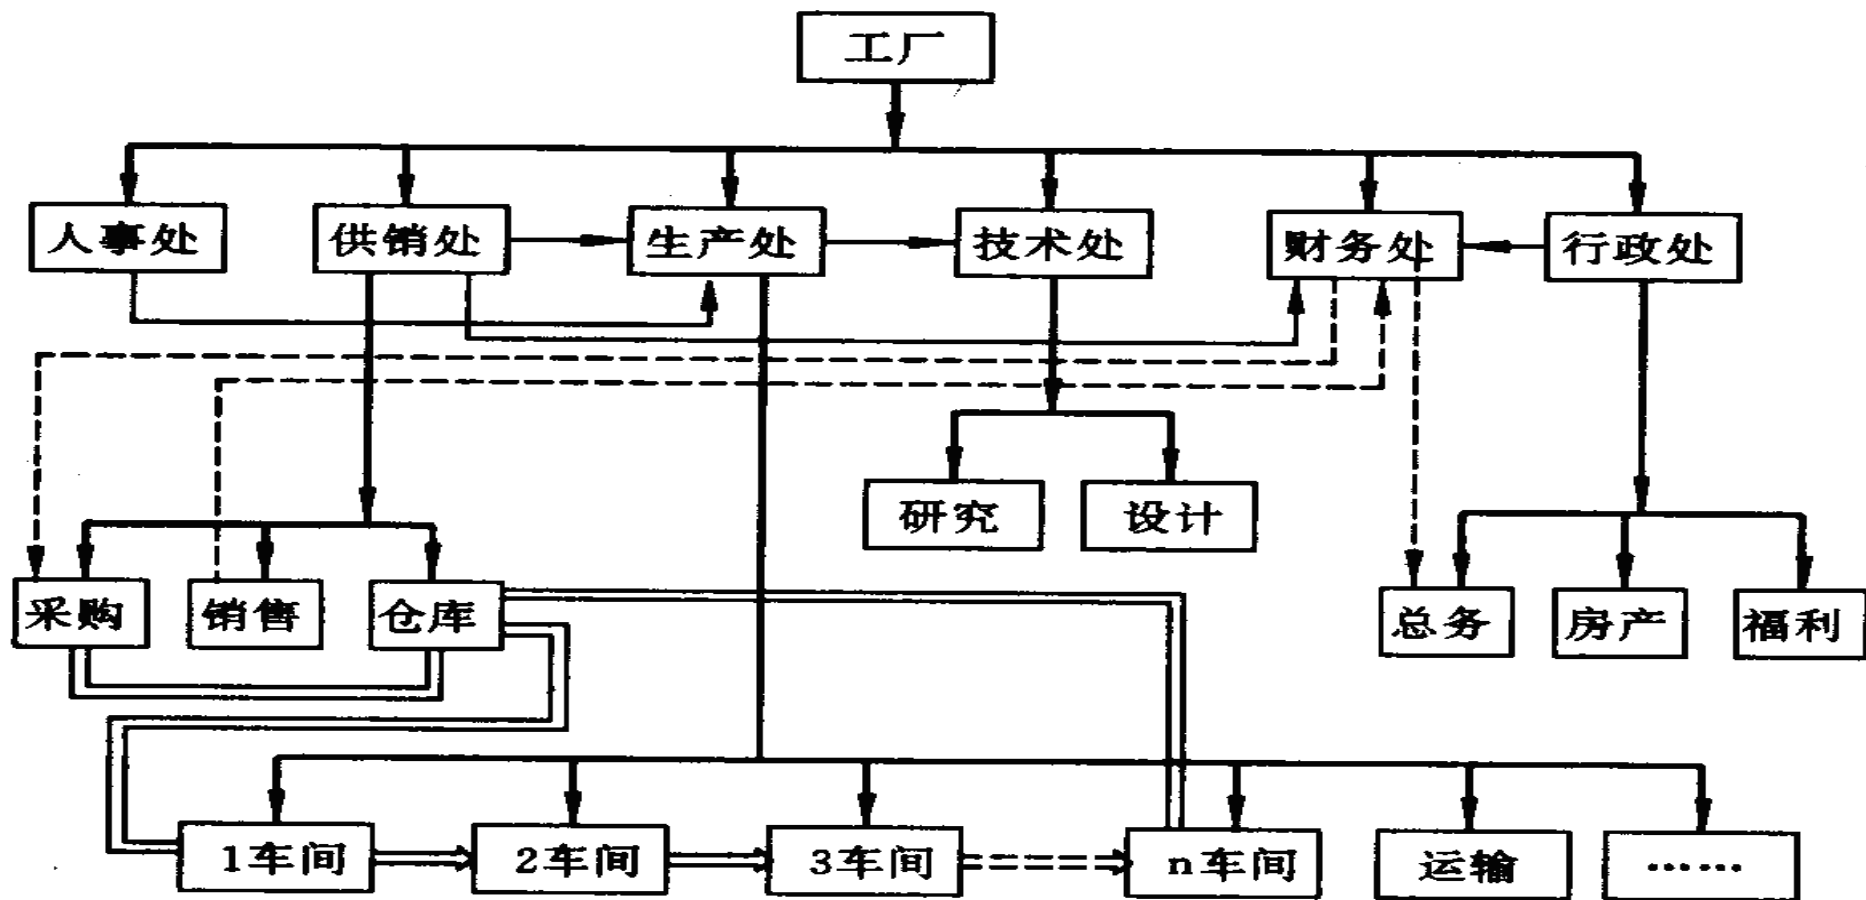 工厂
人事处
供销处
生产处
技术处
财务处
行政处
研究
设计
采购
销售
仓库
总务
房产
福利
1车间
2车间
3车间
n车间
运输
……